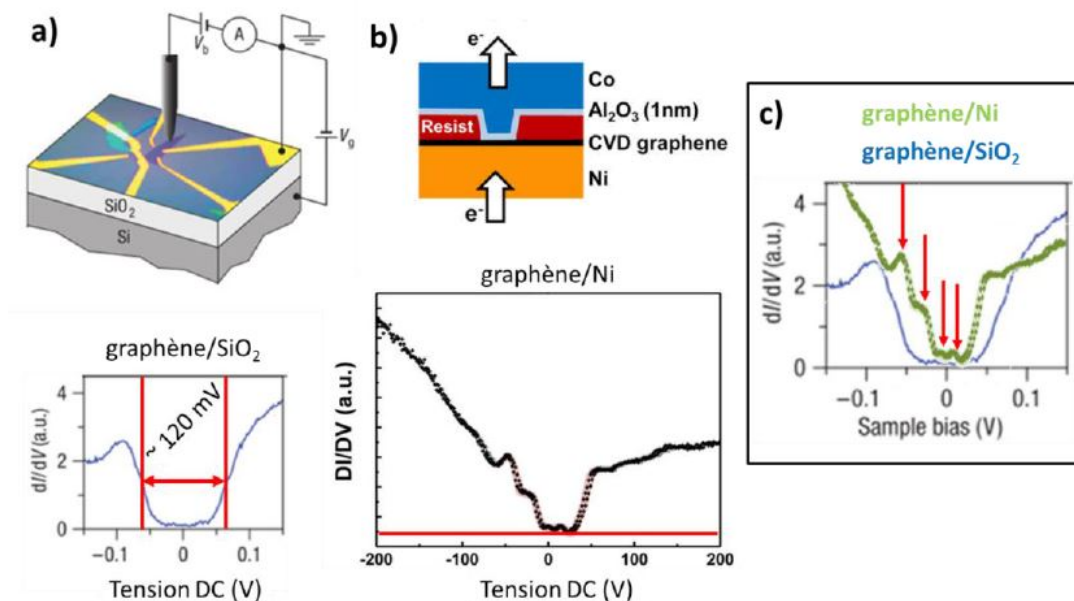 a)
V_b
A
V_g
SiO₂
Si
graphène/SiO₂
~ 120 mV
4
2
0
dI/dV (a.u.)
−0.1
0
0.1
Tension DC (V)
b)
e⁻
Co
Al₂O₃ (1nm)
Resist
CVD graphene
Ni
e⁻
graphène/Ni
DI/DV (a.u.)
-200
-100
0
100
200
Tension DC (V)
c)
graphène/Ni
graphène/SiO₂
4
2
0
dI/dV (a.u.)
−0.1
0
0.1
Sample bias (V)